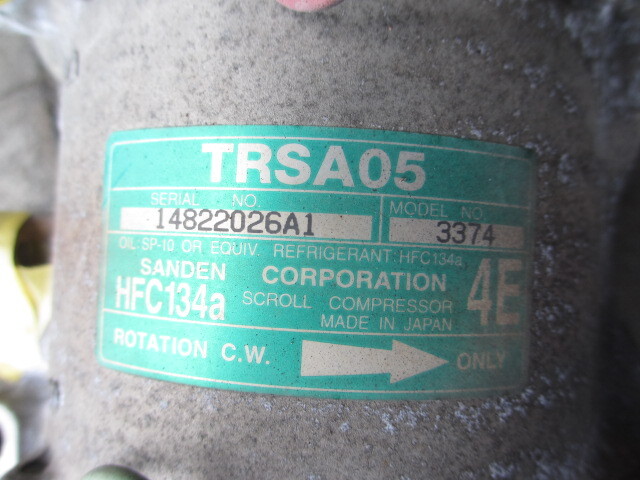 TRSA05
SERIAL NO.
14822026A1
MODEL NO.
3374
OIL: SP-10. OR EQUIV. REFRIGERANT: HFC134a
SANDEN CORPORATION
HFC134a SCROLL COMPRESSOR 4E
MADE IN JAPAN
ROTATION C.W. ONLY